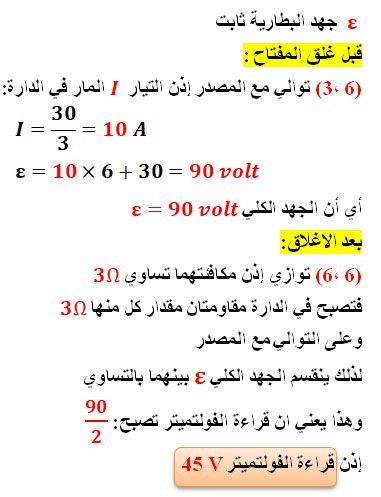 ε جهد البطارية ثابت
قبل غلق المفتاح :
(3، 6) توالي مع المصدر إذن التيار I المار في الدارة:
I = 30/3 = 10 A
ε = 10 × 6 + 30 = 90 volt
أي أن الجهد الكلي ε = 90 volt
بعد الاغلاق:
(6، 6) توازي إذن مكافئتهما تساوي 3Ω
فتصبح في الدارة مقاومتان مقدار كل منها 3Ω
وعلى التوالي مع المصدر
لذلك ينقسم الجهد الكلي ε بينهما بالتساوي
وهذا يعني ان قراءة الفولتميتر تصبح: 90/2
إذن قراءة الفولتميتر 45 V